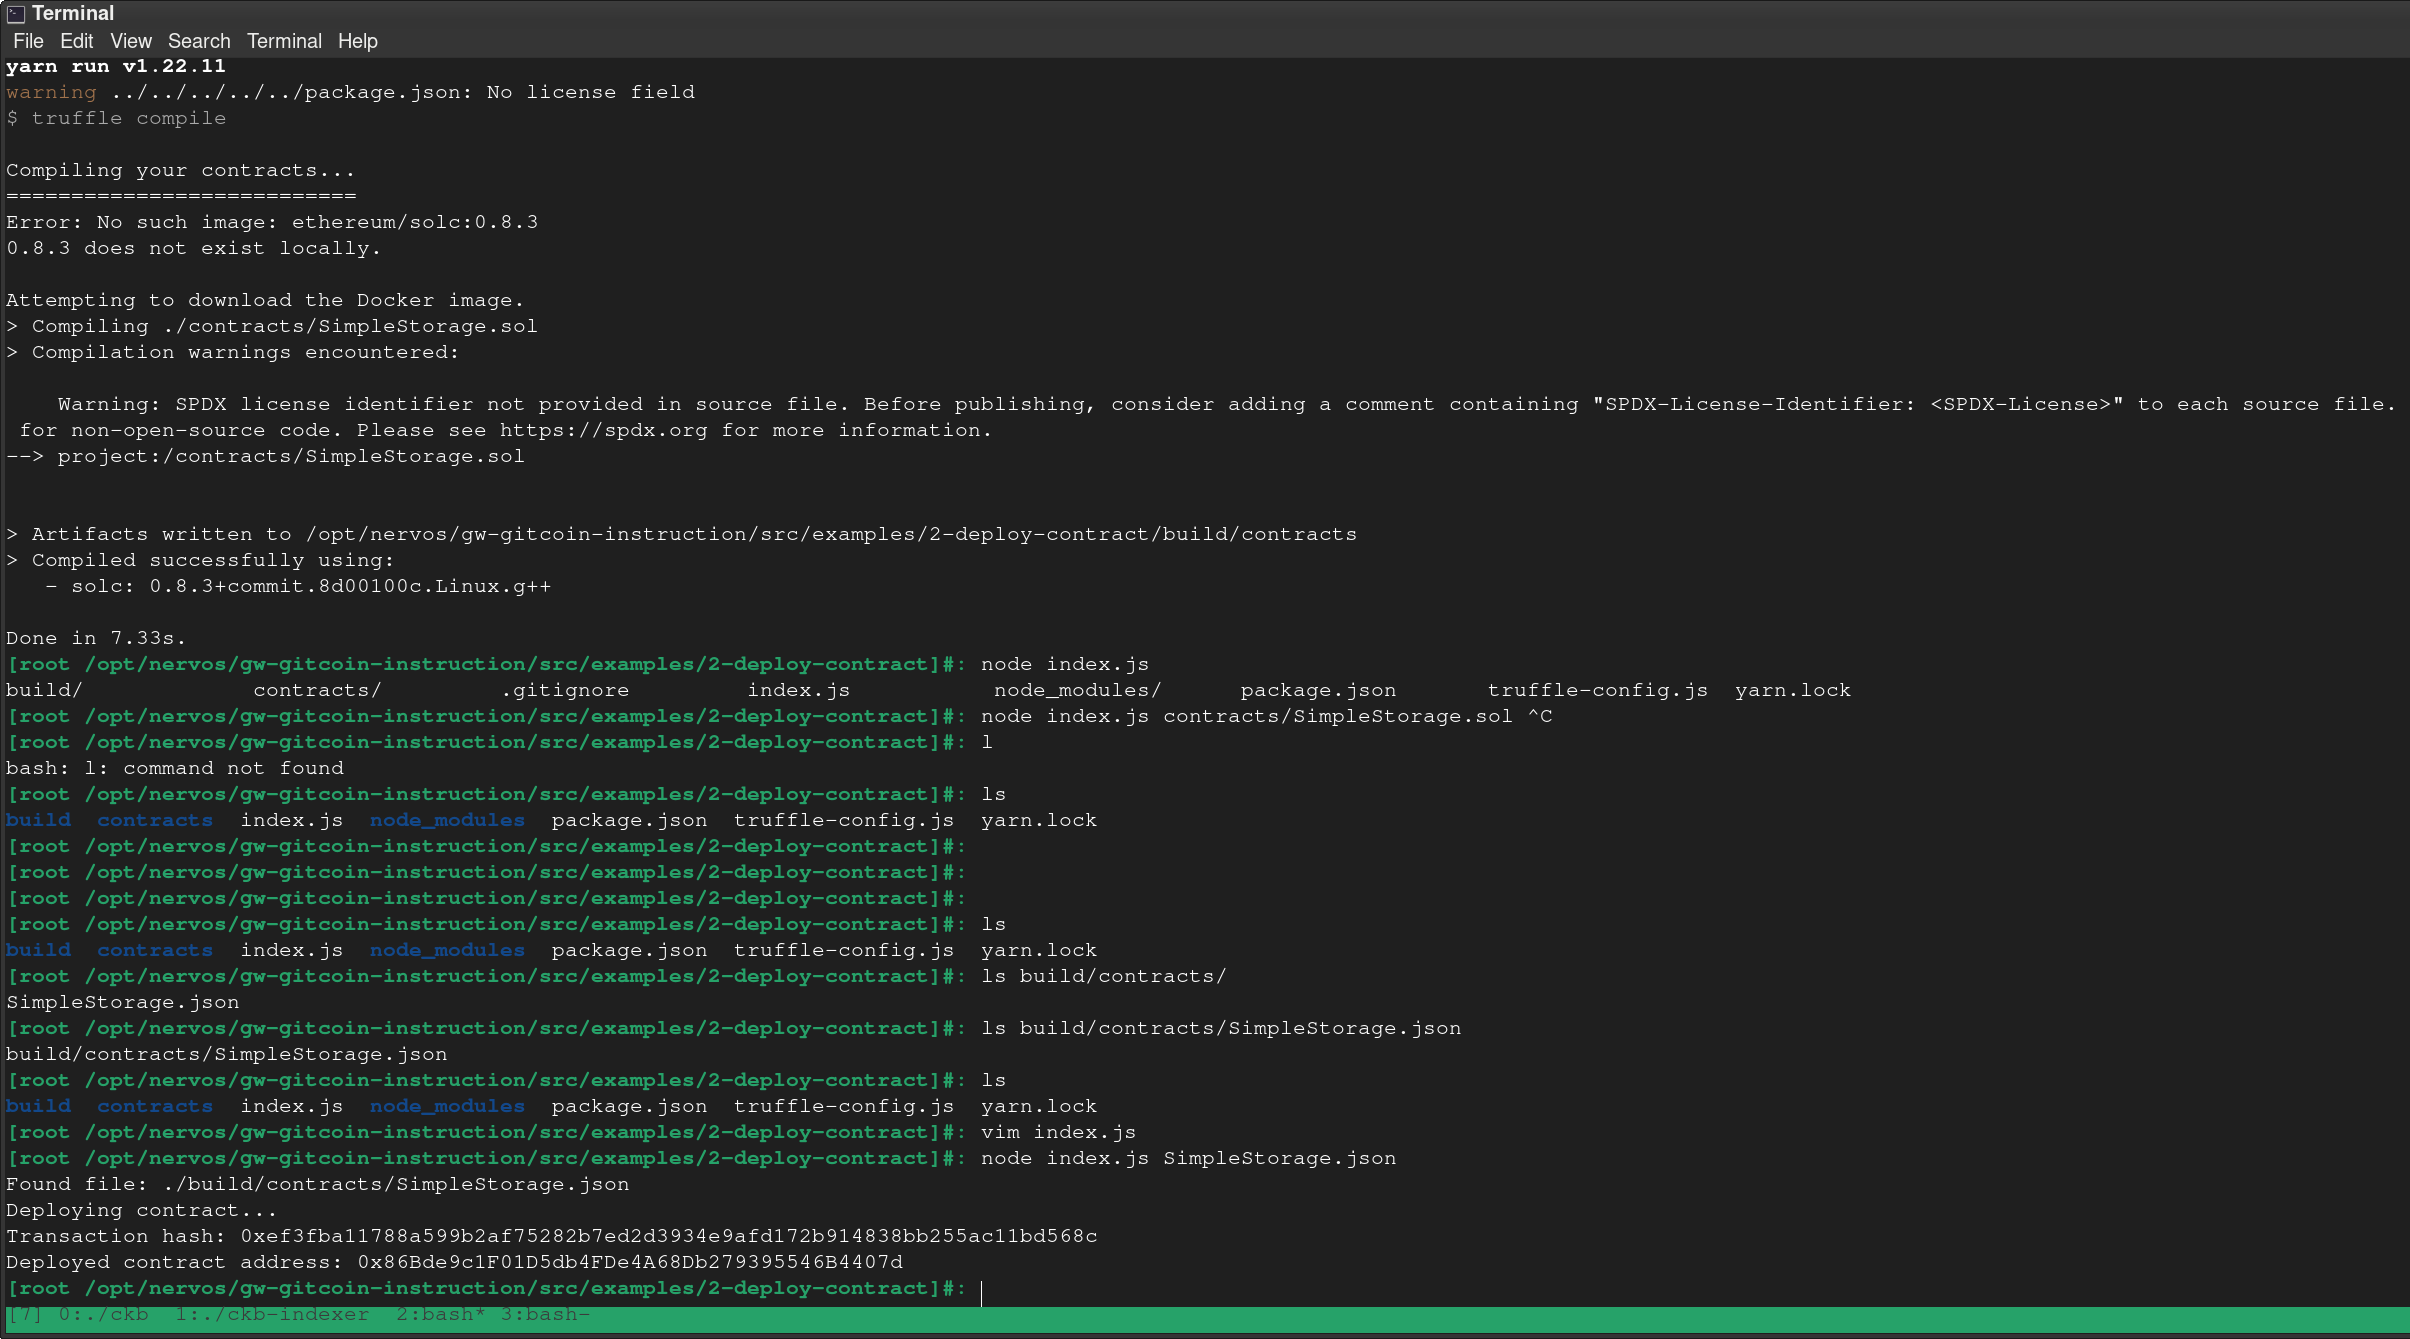 Terminal
File Edit View Search Terminal Help
yarn run v1.22.11
warning ../../../../../package.json: No license field
$ truffle compile
Compiling your contracts...
===========================
Error: No such image: ethereum/solc:0.8.3
0.8.3 does not exist locally.
Attempting to download the Docker image.
> Compiling ./contracts/SimpleStorage.sol
> Compilation warnings encountered:
    Warning: SPDX license identifier not provided in source file. Before publishing, consider adding a comment containing "SPDX-License-Identifier: <SPDX-License>" to each source file.
 for non-open-source code. Please see https://spdx.org for more information.
--> project:/contracts/SimpleStorage.sol
> Artifacts written to /opt/nervos/gw-gitcoin-instruction/src/examples/2-deploy-contract/build/contracts
> Compiled successfully using:
   - solc: 0.8.3+commit.8d00100c.Linux.g++
Done in 7.33s.
[root /opt/nervos/gw-gitcoin-instruction/src/examples/2-deploy-contract]#: node index.js
build/             contracts/         .gitignore         index.js           node_modules/      package.json       truffle-config.js  yarn.lock
[root /opt/nervos/gw-gitcoin-instruction/src/examples/2-deploy-contract]#: node index.js contracts/SimpleStorage.sol ^C
[root /opt/nervos/gw-gitcoin-instruction/src/examples/2-deploy-contract]#: l
bash: l: command not found
[root /opt/nervos/gw-gitcoin-instruction/src/examples/2-deploy-contract]#: ls
build  contracts  index.js  node_modules  package.json  truffle-config.js  yarn.lock
[root /opt/nervos/gw-gitcoin-instruction/src/examples/2-deploy-contract]#:
[root /opt/nervos/gw-gitcoin-instruction/src/examples/2-deploy-contract]#:
[root /opt/nervos/gw-gitcoin-instruction/src/examples/2-deploy-contract]#:
[root /opt/nervos/gw-gitcoin-instruction/src/examples/2-deploy-contract]#: ls
build  contracts  index.js  node_modules  package.json  truffle-config.js  yarn.lock
[root /opt/nervos/gw-gitcoin-instruction/src/examples/2-deploy-contract]#: ls build/contracts/
SimpleStorage.json
[root /opt/nervos/gw-gitcoin-instruction/src/examples/2-deploy-contract]#: ls build/contracts/SimpleStorage.json
build/contracts/SimpleStorage.json
[root /opt/nervos/gw-gitcoin-instruction/src/examples/2-deploy-contract]#: ls
build  contracts  index.js  node_modules  package.json  truffle-config.js  yarn.lock
[root /opt/nervos/gw-gitcoin-instruction/src/examples/2-deploy-contract]#: vim index.js
[root /opt/nervos/gw-gitcoin-instruction/src/examples/2-deploy-contract]#: node index.js SimpleStorage.json
Found file: ./build/contracts/SimpleStorage.json
Deploying contract...
Transaction hash: 0xef3fba11788a599b2af75282b7ed2d3934e9afd172b914838bb255ac11bd568c
Deployed contract address: 0x86Bde9c1F01D5db4FDe4A68Db279395546B4407d
[root /opt/nervos/gw-gitcoin-instruction/src/examples/2-deploy-contract]#:
[7] 0:./ckb  1:./ckb-indexer  2:bash* 3:bash-